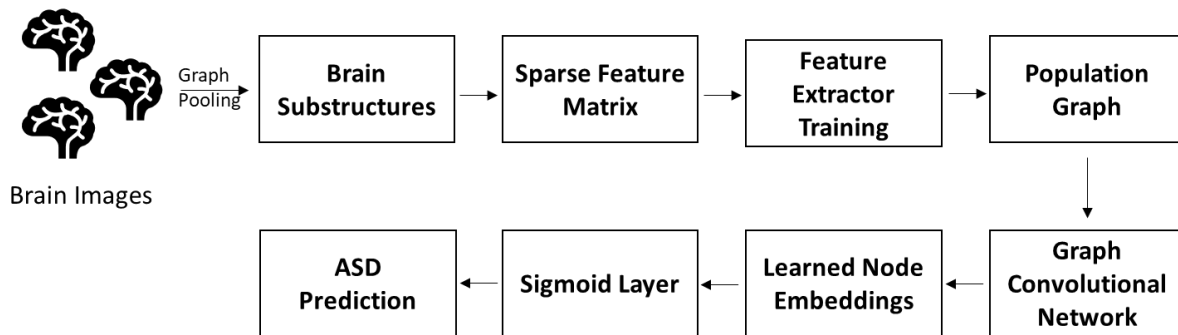 Graph
Pooling
Brain Images
Brain
Substructures
Sparse Feature
Matrix
Feature
Extractor
Training
Population
Graph
Graph
Convolutional
Network
Learned Node
Embeddings
Sigmoid Layer
ASD
Prediction